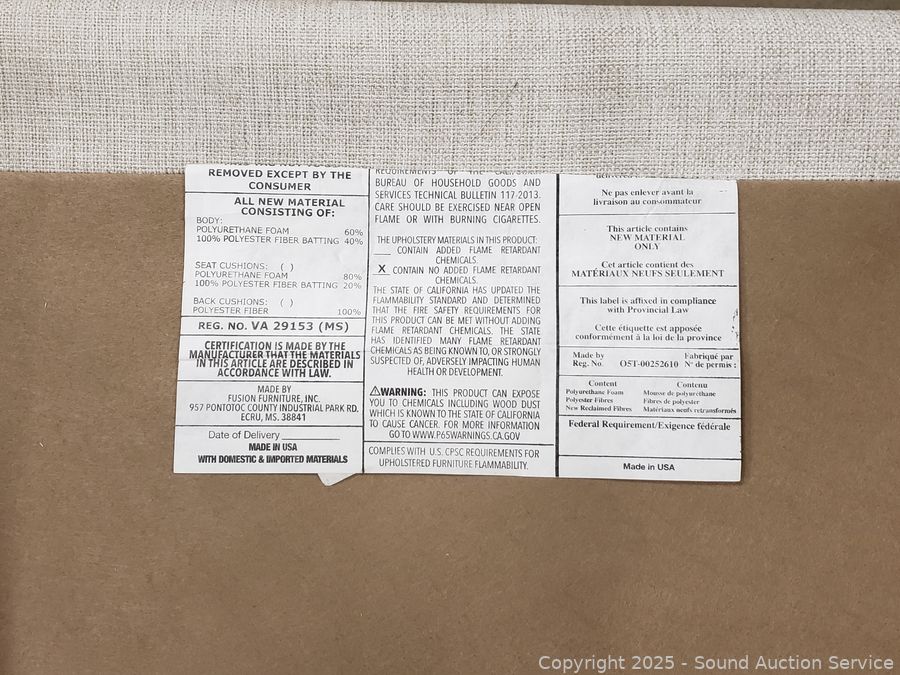 REMOVED EXCEPT BY THE
CONSUMER
ALL NEW MATERIAL
CONSISTING OF:
BODY:
POLYURETHANE FOAM 60%
100% POLYESTER FIBER BATTING 40%
SEAT CUSHIONS: ( )
POLYURETHANE FOAM 80%
100% POLYESTER FIBER BATTING 20%
BACK CUSHIONS: ( )
POLYESTER FIBER 100%
REG. NO. VA 29153 (MS)
CERTIFICATION IS MADE BY THE
MANUFACTURER THAT THE MATERIALS
IN THIS ARTICLE ARE DESCRIBED IN
ACCORDANCE WITH LAW.
MADE BY
FUSION FURNITURE, INC.
957 PONTOTOC COUNTY INDUSTRIAL PARK RD.
ECRU, MS. 38841
Date of Delivery
MADE IN USA
WITH DOMESTIC & IMPORTED MATERIALS
REQUIREMENTS OF THE
BUREAU OF HOUSEHOLD GOODS AND
SERVICES TECHNICAL BULLETIN 117-2013.
CARE SHOULD BE EXERCISED NEAR OPEN
FLAME OR WITH BURNING CIGARETTES.
THE UPHOLSTERY MATERIALS IN THIS PRODUCT:
___ CONTAIN ADDED FLAME RETARDANT
CHEMICALS.
X CONTAIN NO ADDED FLAME RETARDANT
CHEMICALS.
THE STATE OF CALIFORNIA HAS UPDATED THE
FLAMMABILITY STANDARD AND DETERMINED
THAT THE FIRE SAFETY REQUIREMENTS FOR
THIS PRODUCT CAN BE MET WITHOUT ADDING
FLAME RETARDANT CHEMICALS. THE STATE
HAS IDENTIFIED MANY FLAME RETARDANT
CHEMICALS AS BEING KNOWN TO, OR STRONGLY
SUSPECTED OF, ADVERSELY IMPACTING HUMAN
HEALTH OR DEVELOPMENT.
⚠WARNING: THIS PRODUCT CAN EXPOSE
YOU TO CHEMICALS INCLUDING WOOD DUST
WHICH IS KNOWN TO THE STATE OF CALIFORNIA
TO CAUSE CANCER. FOR MORE INFORMATION
GO TO WWW.P65WARNINGS.CA.GOV
COMPLIES WITH U.S. CPSC REQUIREMENTS FOR
UPHOLSTERED FURNITURE FLAMMABILITY.
Ne pas enlever avant la
livraison au consommateur
This article contains
NEW MATERIAL
ONLY
Cet article contient des
MATÉRIAUX NEUFS SEULEMENT
This label is affixed in compliance
with Provincial Law
Cette étiquette est apposée
conformément à la loi de la province
Made by Fabriqué par
Reg. No. OST-00252610 N° de permis :
Content Contenu
Polyurethane Foam Mousse de polyuréthane
Polyester Fibres Fibres de polyester
New Reclaimed Fibres Matériaux neufs retransformés
Federal Requirement/Exigence fédérale
Made in USA
Copyright © 2025 - Sound Auction Service